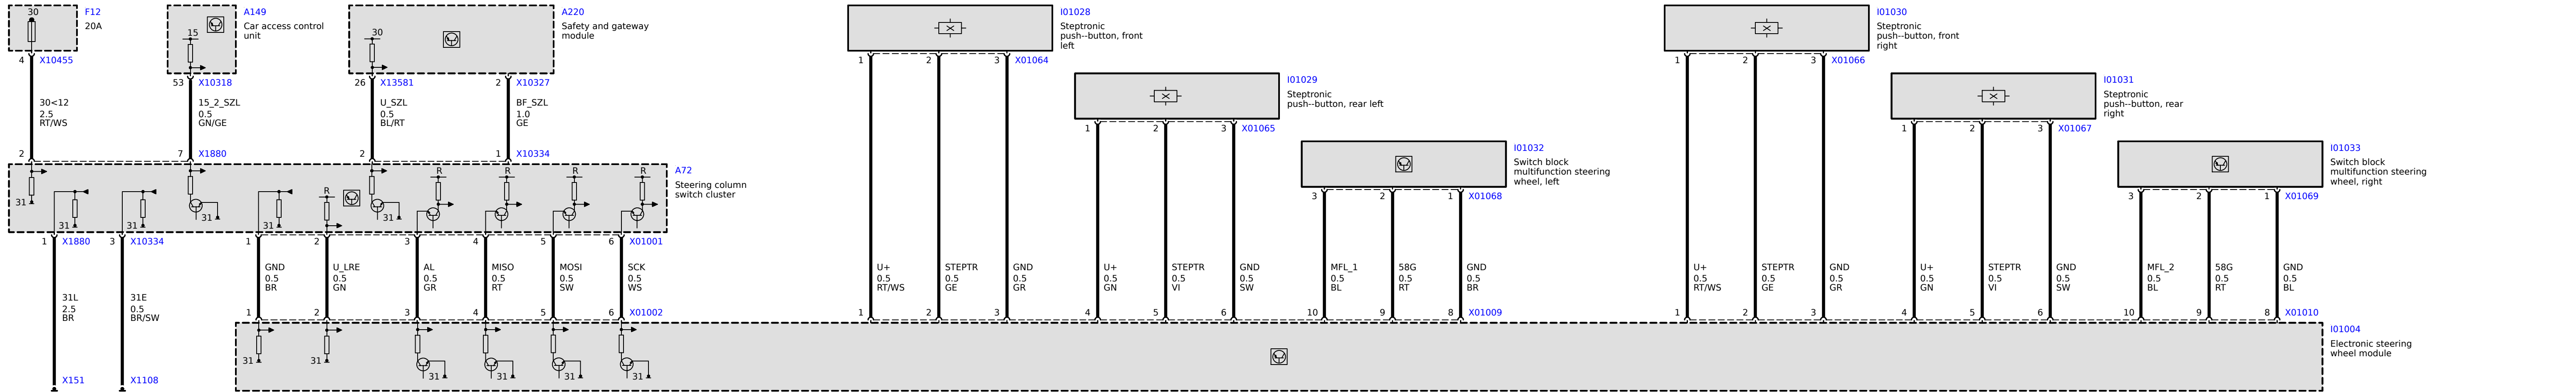 30
F12
20A
4
X10455
30<12
2.5
RT/WS
2
15
A149
Car access control
unit
53
X10318
15_2_SZL
0.5
GN/GE
7
X1880
30
A220
Safety and gateway
module
26
X13581
U_SZL
0.5
BL/RT
2
2
X10327
BF_SZL
1.0
GE
1
X10334
A72
Steering column
switch cluster
31
31
31
31
31
R
31
R
R
R
R
1
X1880
31L
2.5
BR
X151
3
X10334
31E
0.5
BR/SW
X1108
1
2
3
4
5
6
X01001
GND
0.5
BR
U_LRE
0.5
GN
AL
0.5
GR
MISO
0.5
RT
MOSI
0.5
SW
SCK
0.5
WS
1
2
3
4
5
6
X01002
31
31
31
31
31
31
I01028
Steptronic
push--button, front
left
1
2
3
X01064
U+
0.5
RT/WS
STEPTR
0.5
GE
GND
0.5
GR
1
2
3
I01029
Steptronic
push--button, rear left
1
2
3
X01065
U+
0.5
GN
STEPTR
0.5
VI
GND
0.5
SW
4
5
6
I01032
Switch block
multifunction steering
wheel, left
3
2
1
X01068
MFL_1
0.5
BL
58G
0.5
RT
GND
0.5
BR
10
9
8
X01009
I01030
Steptronic
push--button, front
right
1
2
3
X01066
U+
0.5
RT/WS
STEPTR
0.5
GE
GND
0.5
GR
1
2
3
I01031
Steptronic
push--button, rear
right
1
2
3
X01067
U+
0.5
GN
STEPTR
0.5
VI
GND
0.5
SW
4
5
6
I01033
Switch block
multifunction steering
wheel, right
3
2
1
X01069
MFL_2
0.5
BL
58G
0.5
RT
GND
0.5
BL
10
9
8
X01010
I01004
Electronic steering
wheel module